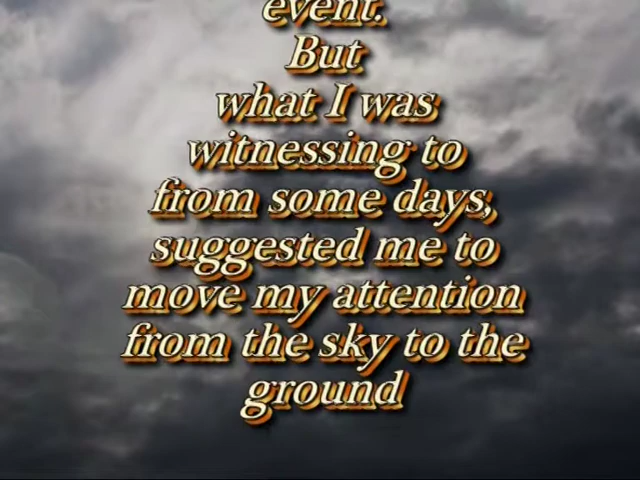 event.
But
what I was
witnessing to
from some days,
suggested me to
move my attention
from the sky to the
ground